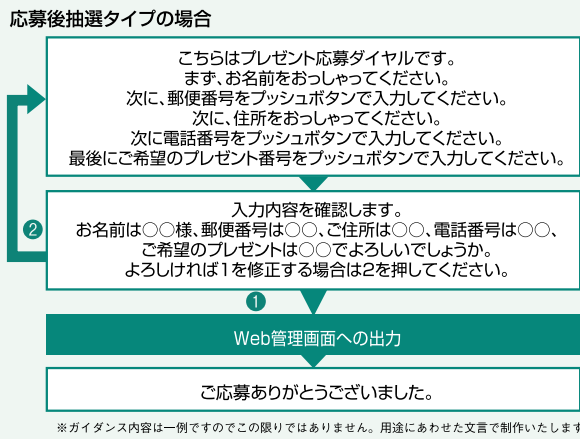 応募後抽選タイプの場合
こちらはプレゼント応募ダイヤルです。
まず、お名前をおっしゃってください。
次に、郵便番号をプッシュボタンで入力してください。
次に、住所をおっしゃってください。
次に電話番号をプッシュボタンで入力してください。
最後にご希望のプレゼント番号をプッシュボタンで入力してください。
入力内容を確認します。
お名前は○○様、郵便番号は○○、ご住所は○○、電話番号は○○、
ご希望のプレゼントは○○でよろしいでしょうか。
よろしければ1を修正する場合は2を押してください。
❷
❶
Web管理画面への出力
ご応募ありがとうございました。
※ガイダンス内容は一例ですのでこの限りではありません。用途にあわせた文言で制作いたします